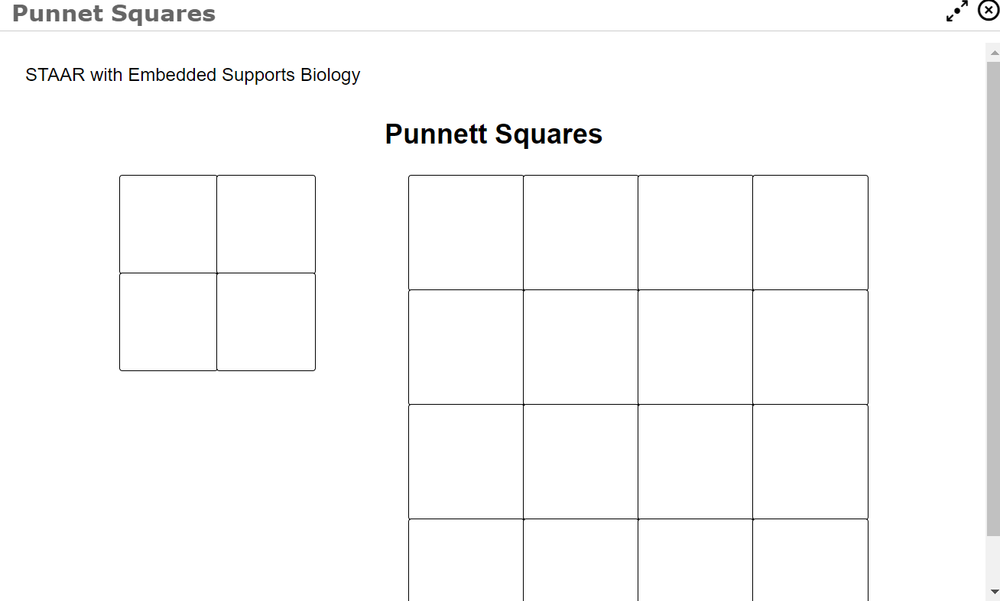 Punnet Squares
STAAR with Embedded Supports Biology
Punnett Squares